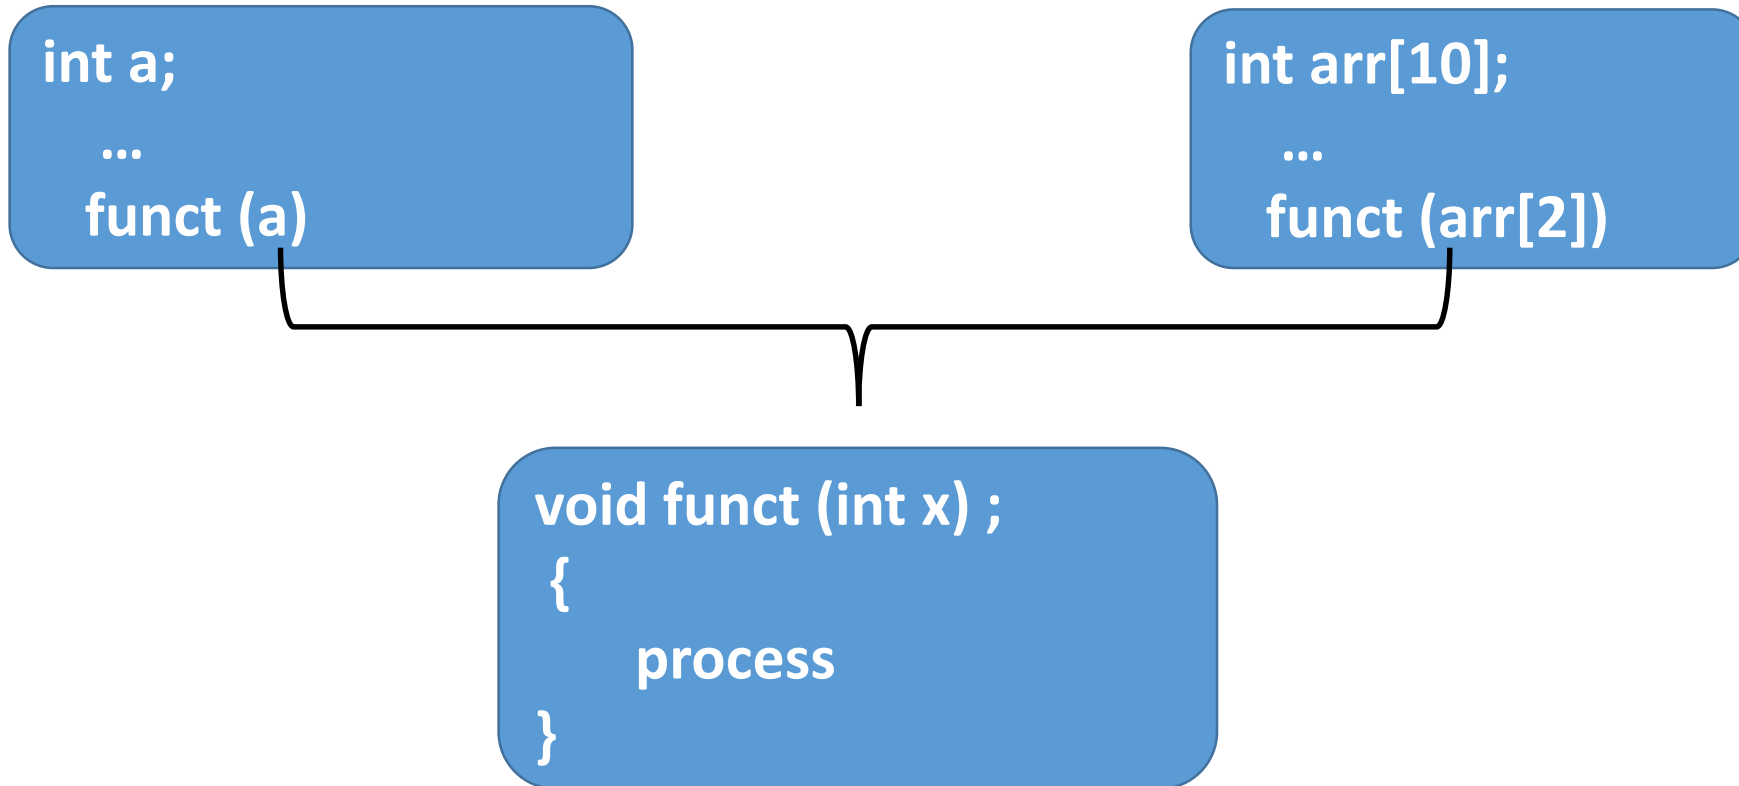 int a;
...
funct (a)
int arr[10];
...
funct (arr[2])
void funct (int x) ;
{
process
}